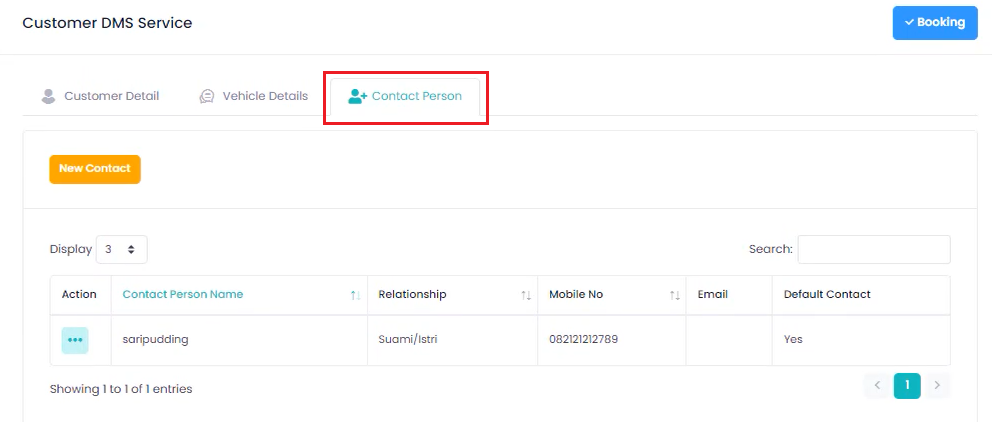 Customer DMS Service
Booking
Customer Detail
Vehicle Details
Contact Person
New Contact
Display 3
Search:
Action Contact Person Name Relationship Mobile No Email Default Contact
saripudding Suami/Istri 082121212789 Yes
Showing 1 to 1 of 1 entries
1